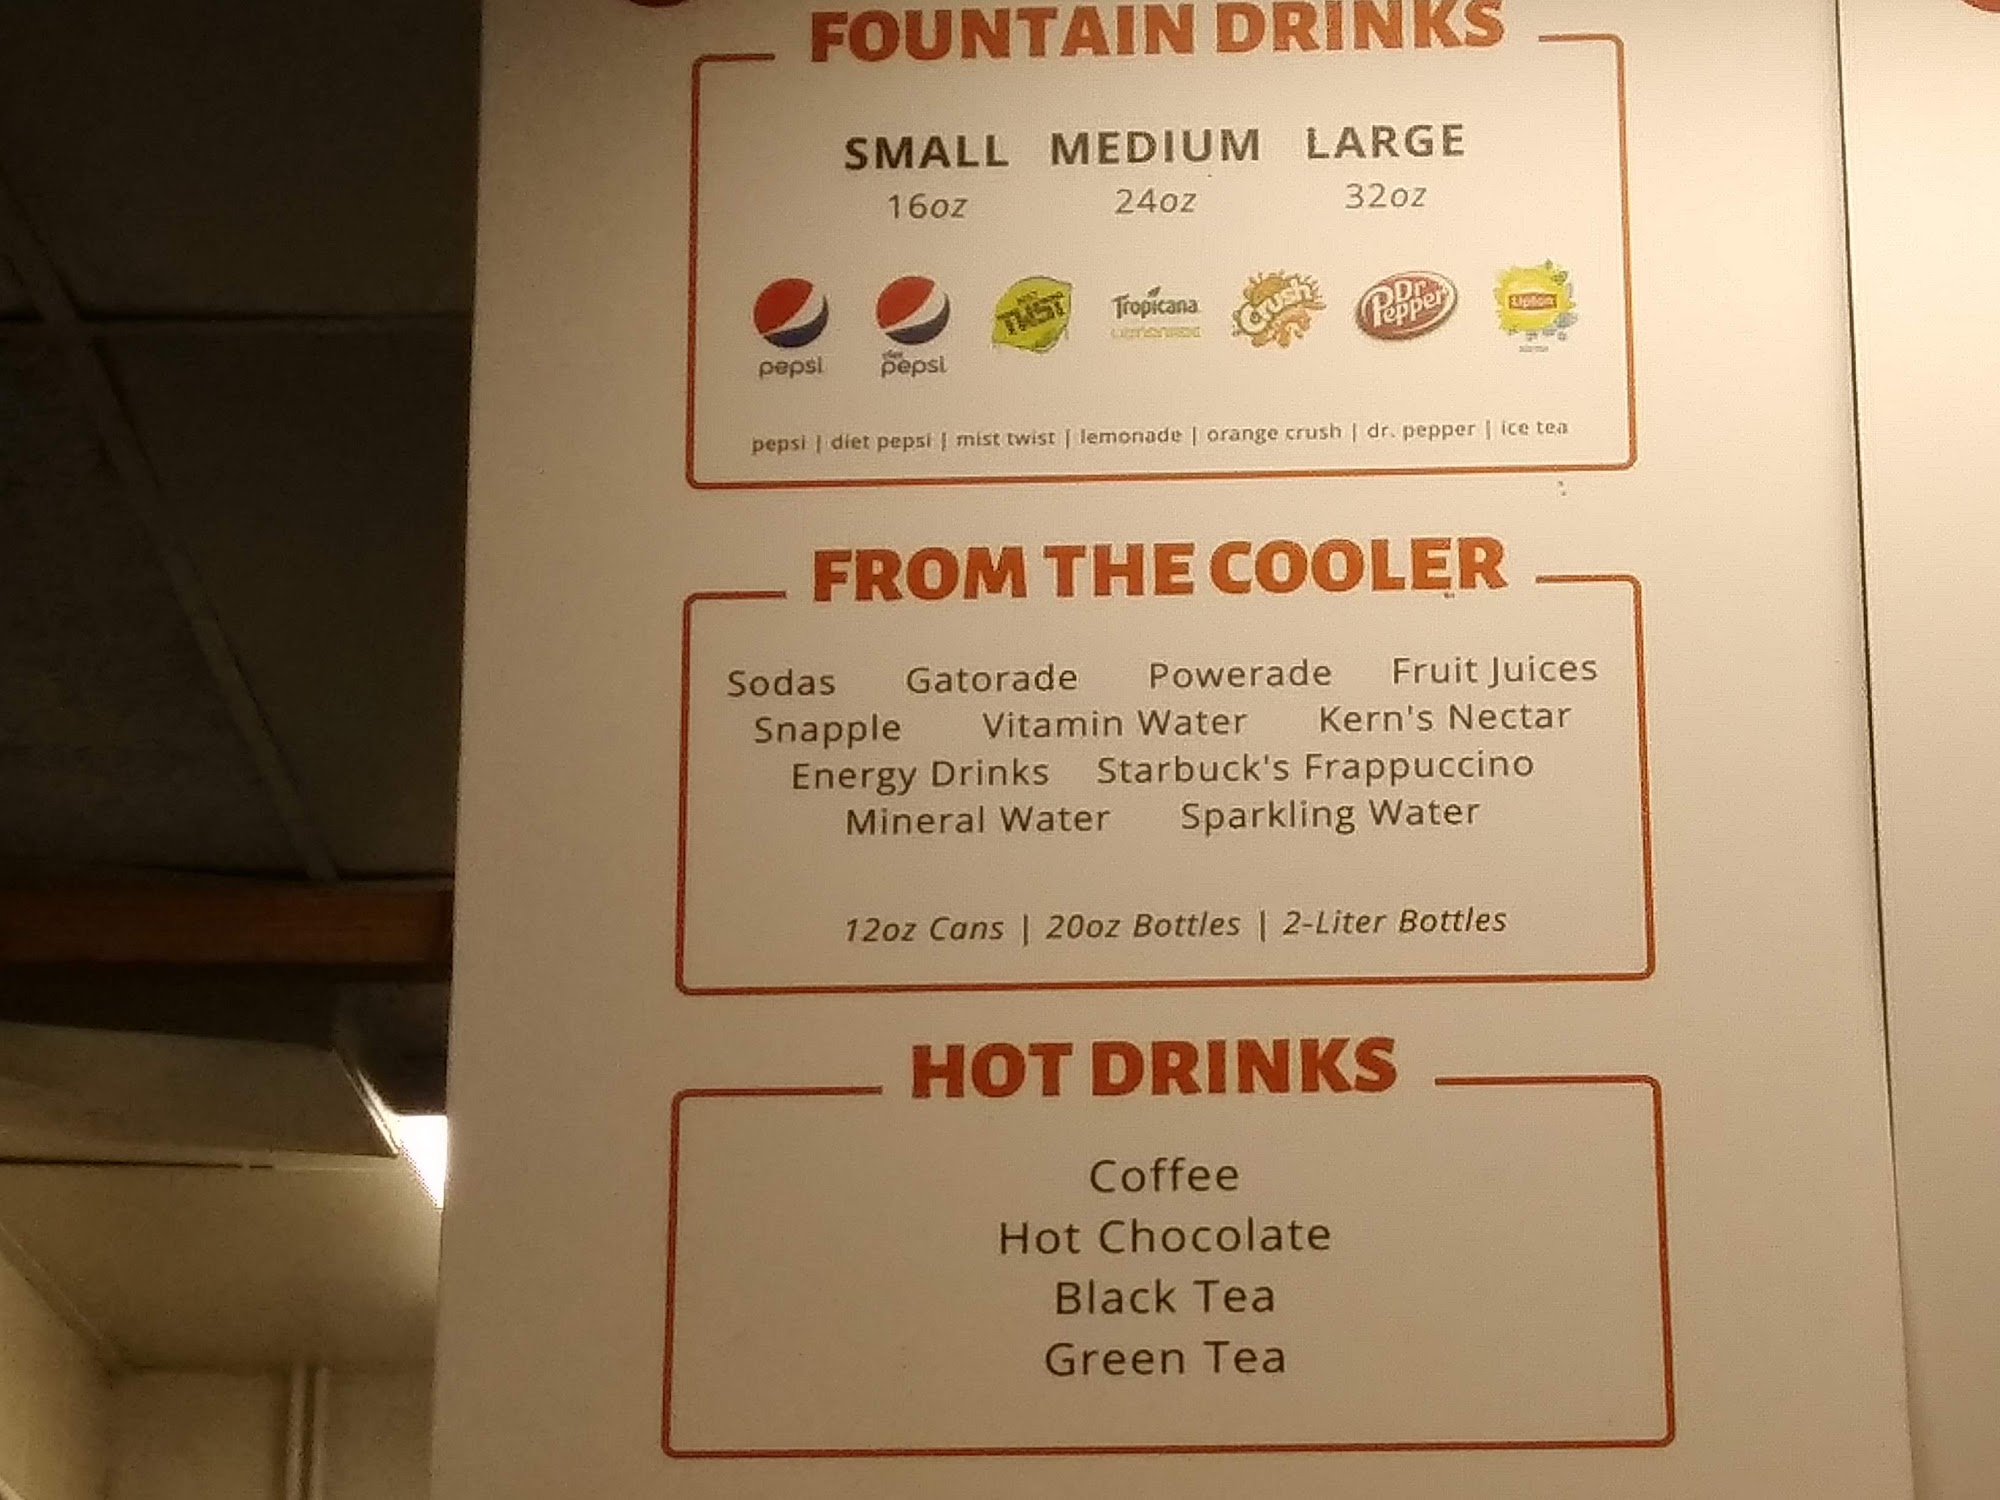 FOUNTAIN DRINKS
SMALL MEDIUM LARGE
16oz 24oz 32oz
pepsi
diet pepsi
MIST TWST
Tropicana
LEMONADE
Crush
Dr Pepper
Lipton
pepsi | diet pepsi | mist twist | lemonade | orange crush | dr. pepper | ice tea
FROM THE COOLER
Sodas Gatorade Powerade Fruit Juices
Snapple Vitamin Water Kern's Nectar
Energy Drinks Starbuck's Frappuccino
Mineral Water Sparkling Water
12oz Cans | 20oz Bottles | 2-Liter Bottles
HOT DRINKS
Coffee
Hot Chocolate
Black Tea
Green Tea